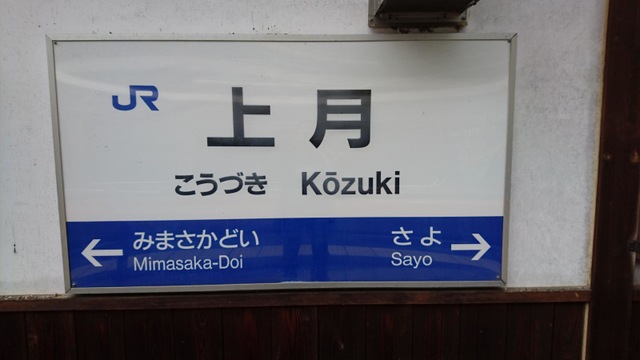 JR
上月
こうづき Kōzuki
みまさかどい さよ
Mimasaka-Doi Sayo